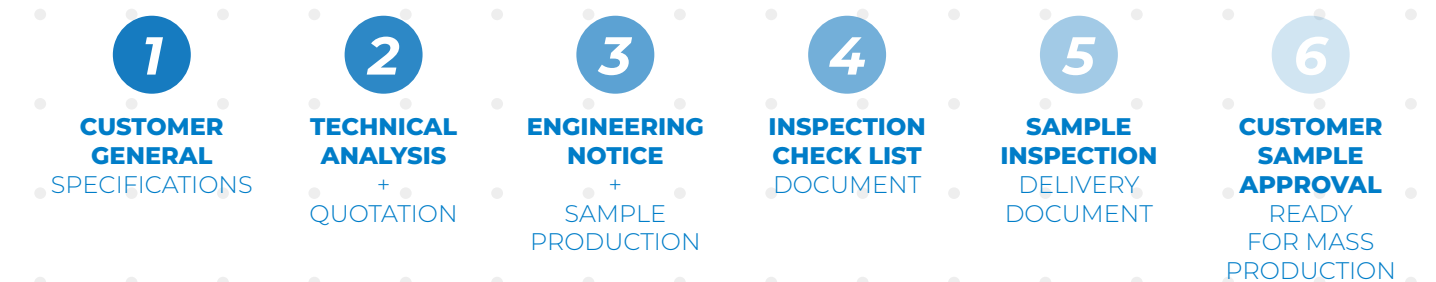 1
CUSTOMER
GENERAL
SPECIFICATIONS
2
TECHNICAL
ANALYSIS
+
QUOTATION
3
ENGINEERING
NOTICE
+
SAMPLE
PRODUCTION
4
INSPECTION
CHECK LIST
DOCUMENT
5
SAMPLE
INSPECTION
DELIVERY
DOCUMENT
6
CUSTOMER
SAMPLE
APPROVAL
READY
FOR MASS
PRODUCTION